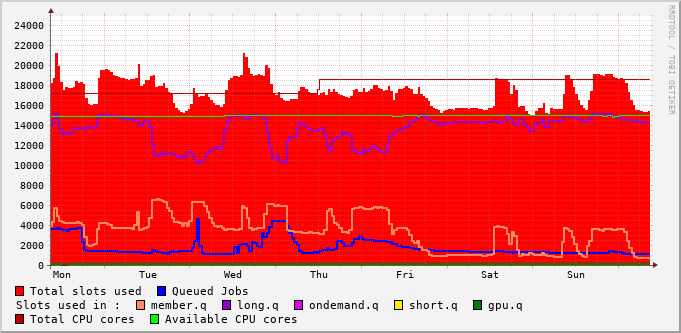 24000
22000
20000
18000
16000
14000
12000
10000
8000
6000
4000
2000
0
Mon Tue Wed Thu Fri Sat Sun
RRDTOOL / TOBI OETIKER
Total slots used Queued Jobs
Slots used in : member.q long.q ondemand.q short.q gpu.q
Total CPU cores Available CPU cores